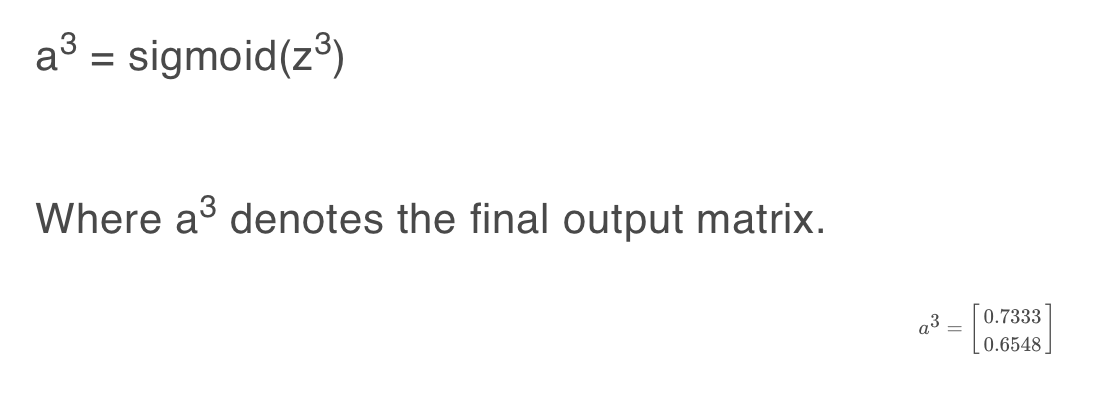 a³ = sigmoid(z³)
Where a³ denotes the final output matrix.
a³ = [0.7333
0.6548]